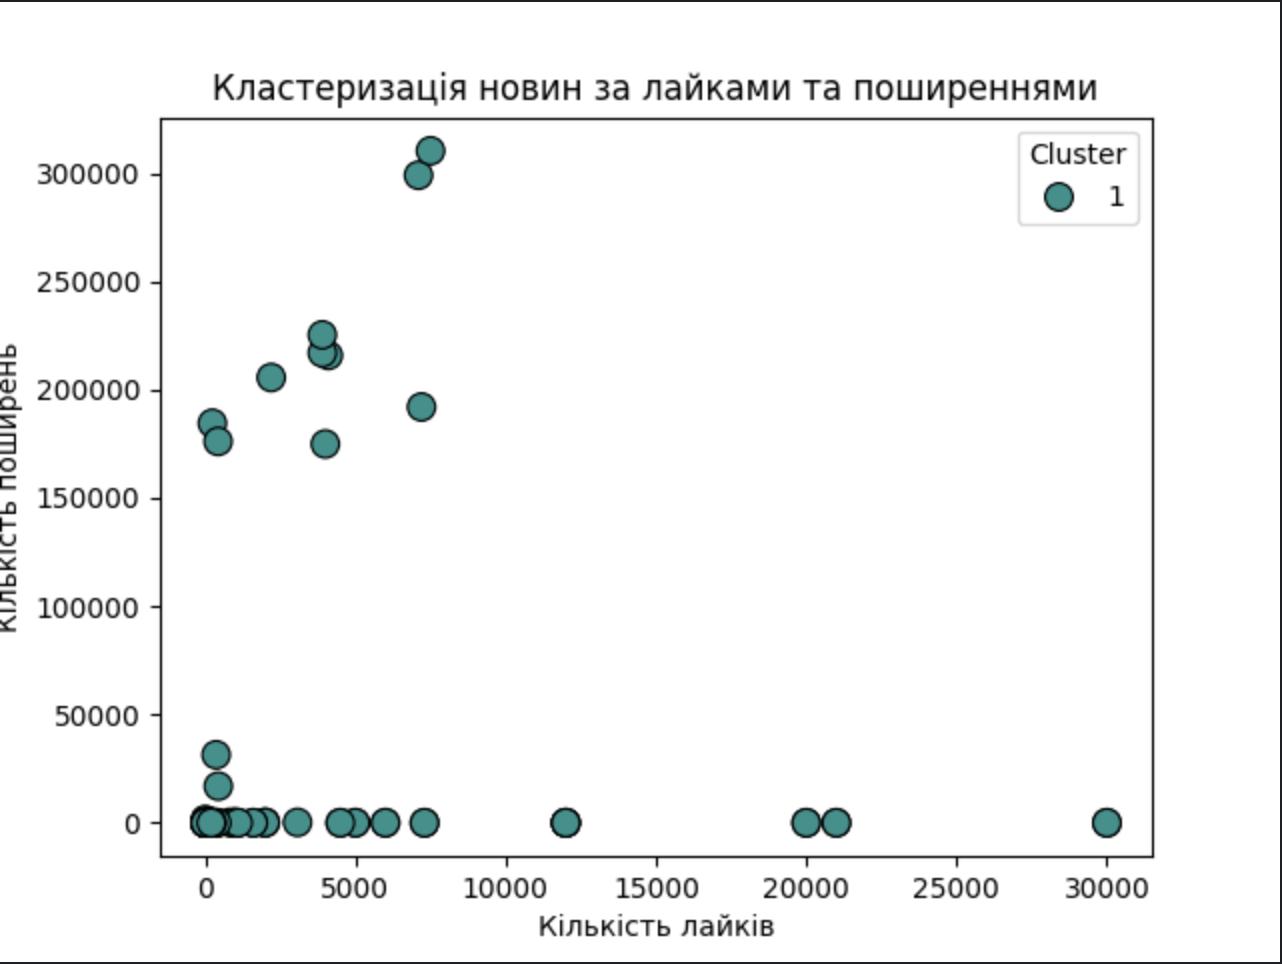 Кластеризація новин за лайками та поширеннями
Cluster
1
300000
250000
200000
150000
100000
50000
0
Кількість поширень
0 5000 10000 15000 20000 25000 30000
Кількість лайків